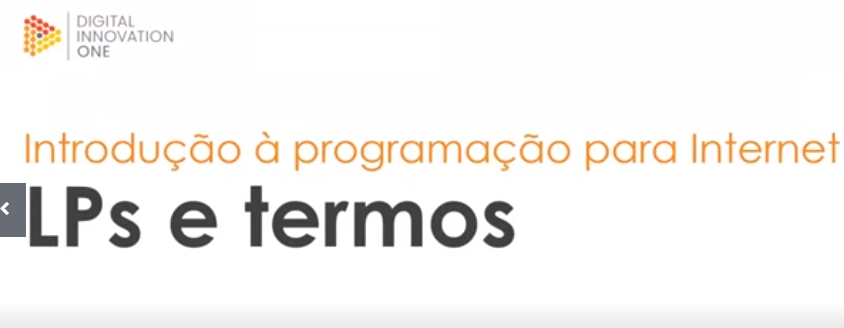 DIGITAL
INNOVATION
ONE
Introdução à programação para Internet
LPs e termos